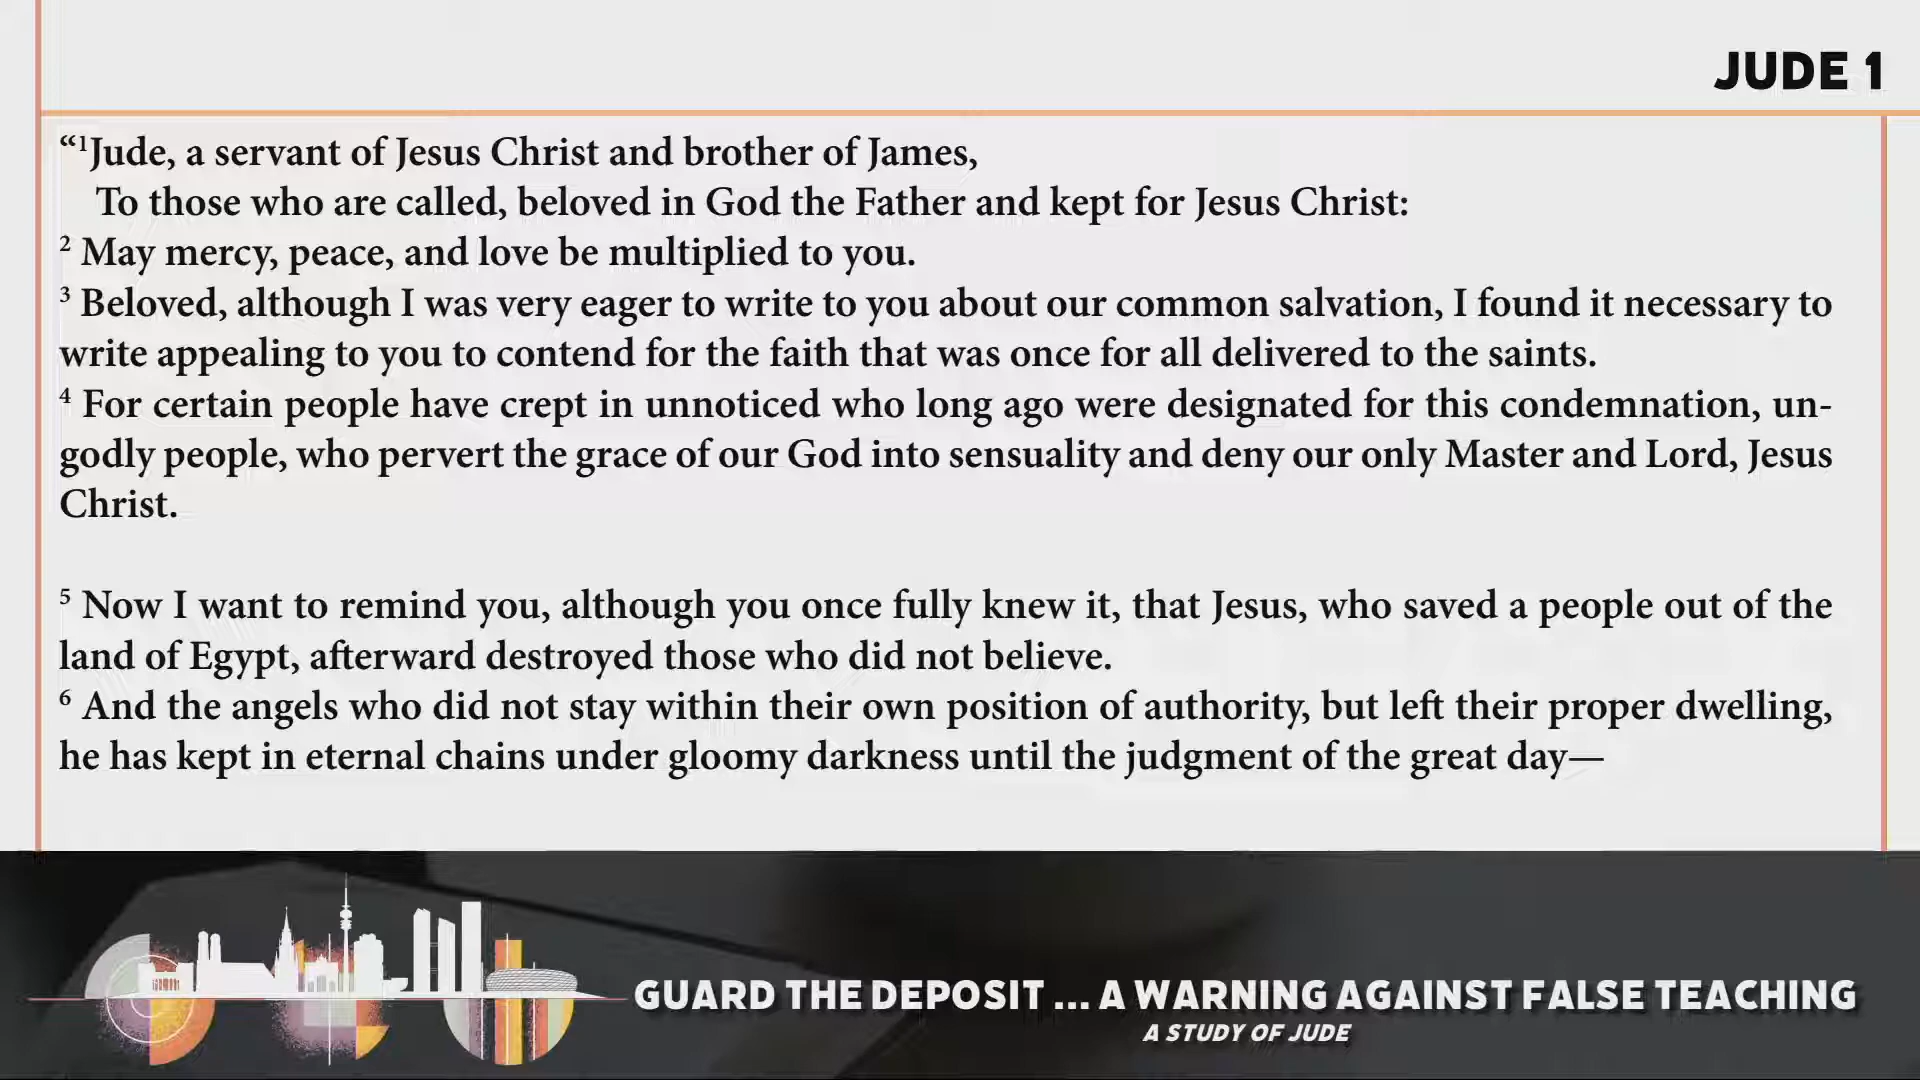 JUDE 1
“¹Jude, a servant of Jesus Christ and brother of James,
To those who are called, beloved in God the Father and kept for Jesus Christ:
² May mercy, peace, and love be multiplied to you.
³ Beloved, although I was very eager to write to you about our common salvation, I found it necessary to
write appealing to you to contend for the faith that was once for all delivered to the saints.
⁴ For certain people have crept in unnoticed who long ago were designated for this condemnation, un-
godly people, who pervert the grace of our God into sensuality and deny our only Master and Lord, Jesus
Christ.
⁵ Now I want to remind you, although you once fully knew it, that Jesus, who saved a people out of the
land of Egypt, afterward destroyed those who did not believe.
⁶ And the angels who did not stay within their own position of authority, but left their proper dwelling,
he has kept in eternal chains under gloomy darkness until the judgment of the great day—
GUARD THE DEPOSIT ... A WARNING AGAINST FALSE TEACHING
A STUDY OF JUDE